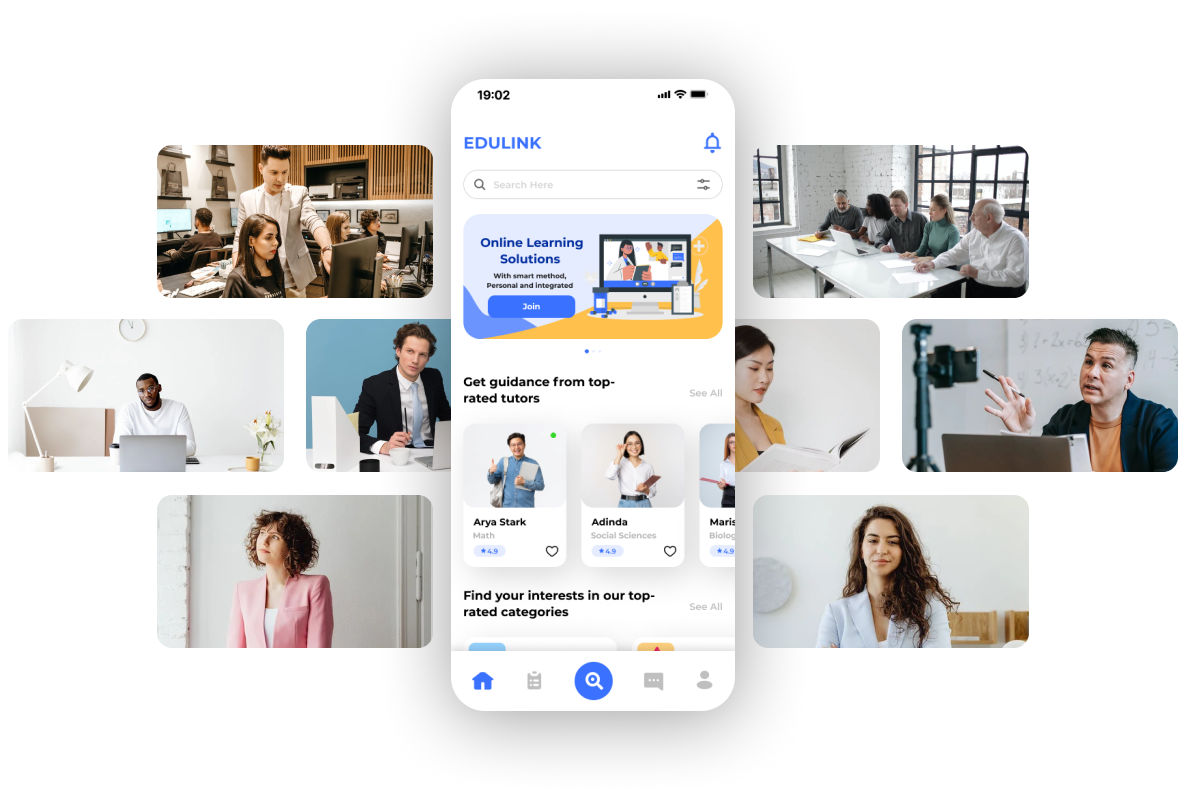 19:02
EDULINK
Search Here
Online Learning
Solutions
With smart method,
Personal and integrated
Join
Get guidance from top-
rated tutors
See All
Arya Stark
Math
4.9
Adinda
Social Sciences
4.9
Maris
Biolog
4.9
Find your interests in our top-
rated categories
See All